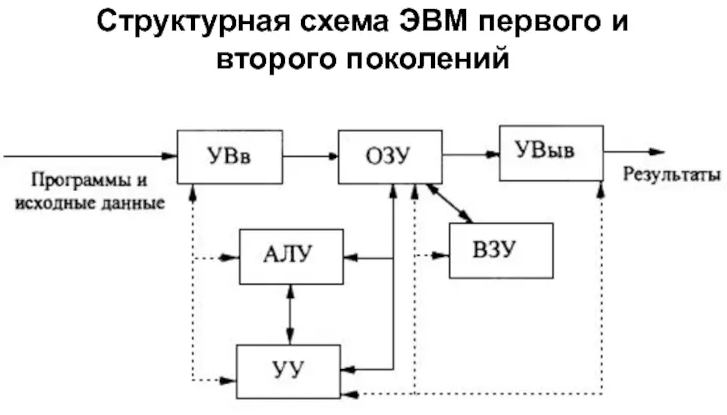 Структурная схема ЭВМ первого и
второго поколений
УВв
ОЗУ
УВыв
Программы и
исходные данные
Результаты
АЛУ
ВЗУ
УУ